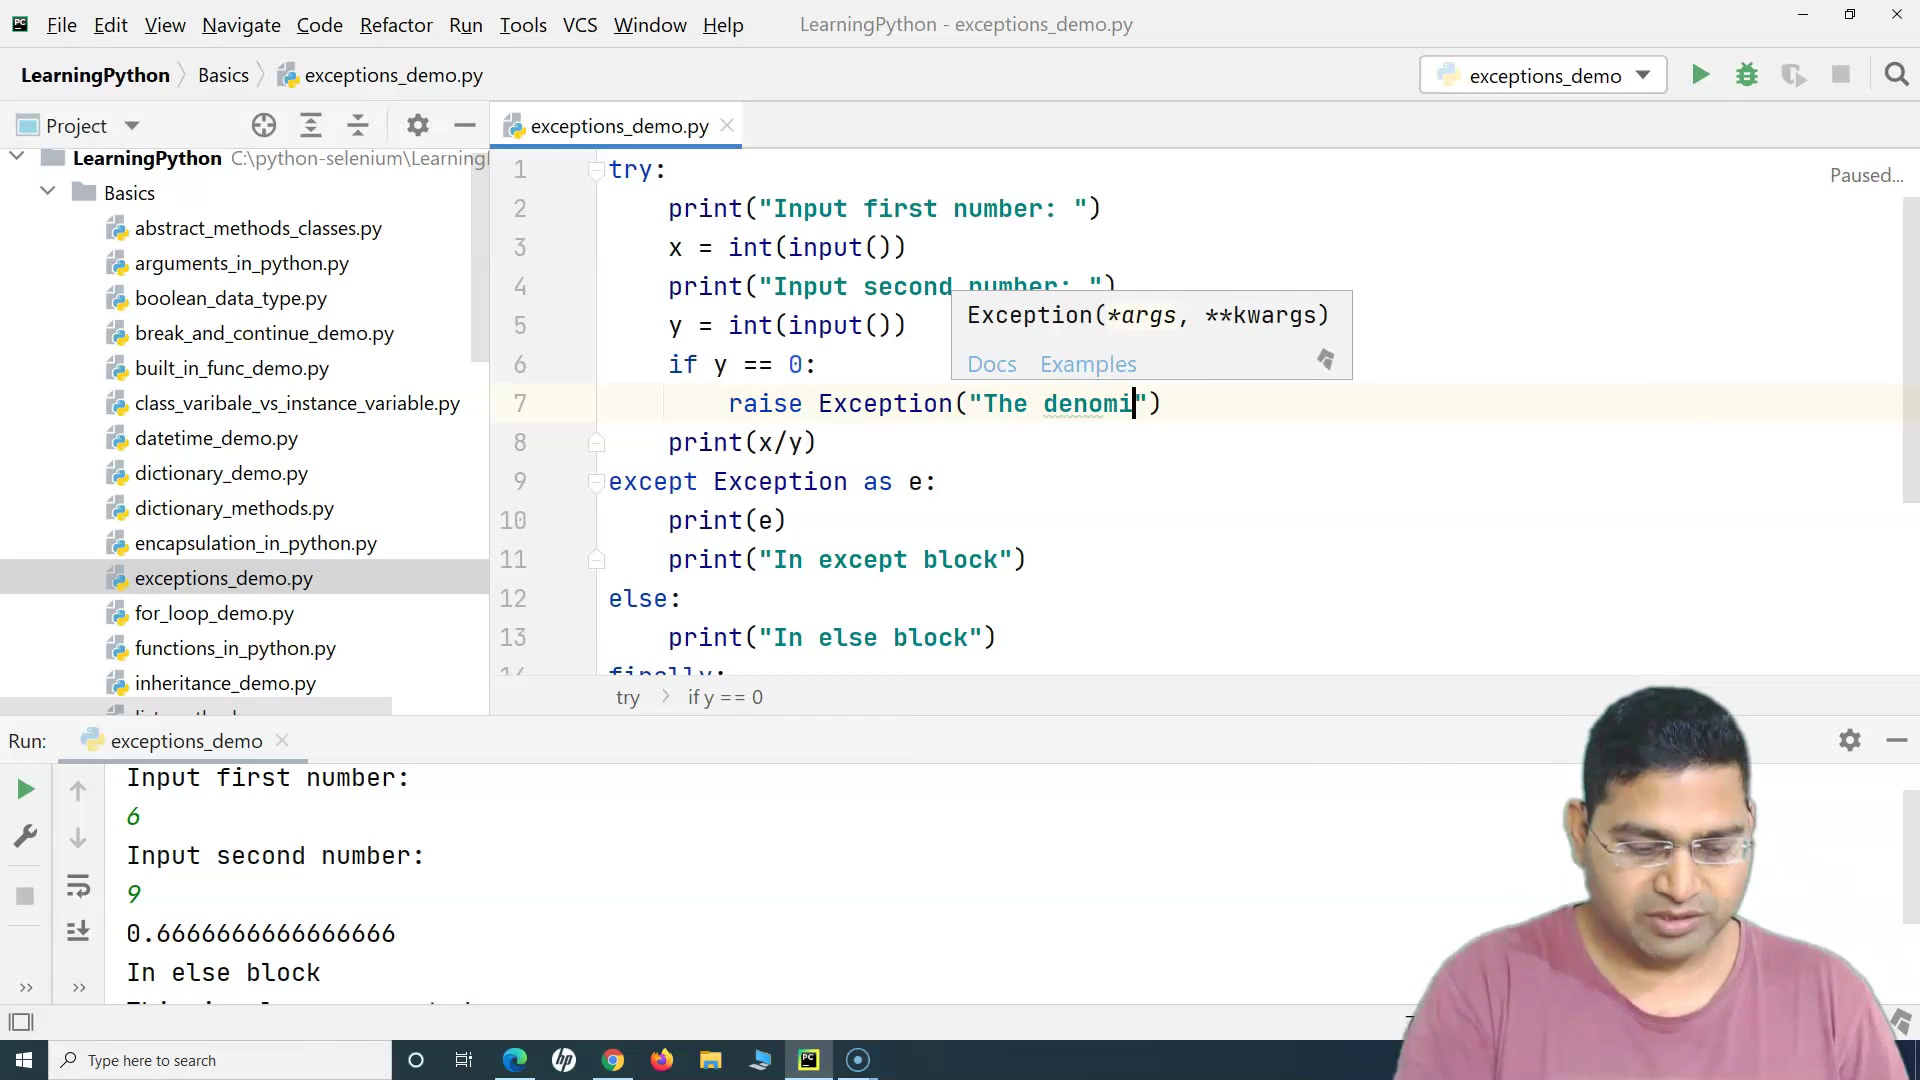 File Edit View Navigate Code Refactor Run Tools VCS Window Help LearningPython - exceptions_demo.py
LearningPython Basics exceptions_demo.py exceptions_demo
Project exceptions_demo.py
LearningPython C:\python-selenium\Learning
Basics
abstract_methods_classes.py
arguments_in_python.py
boolean_data_type.py
break_and_continue_demo.py
built_in_func_demo.py
class_varibale_vs_instance_variable.py
datetime_demo.py
dictionary_demo.py
dictionary_methods.py
encapsulation_in_python.py
exceptions_demo.py
for_loop_demo.py
functions_in_python.py
inheritance_demo.py
Paused...
1 try:
2 print("Input first number: ")
3 x = int(input())
4 print("Input second number: ")
5 y = int(input())
6 if y == 0:
7 raise Exception("The denomi")
8 print(x/y)
9 except Exception as e:
10 print(e)
11 print("In except block")
12 else:
13 print("In else block")
14 finally:
Exception(*args, **kwargs)
Docs Examples
try if y == 0
Run: exceptions_demo
Input first number:
6
Input second number:
9
0.6666666666666666
In else block
Type here to search